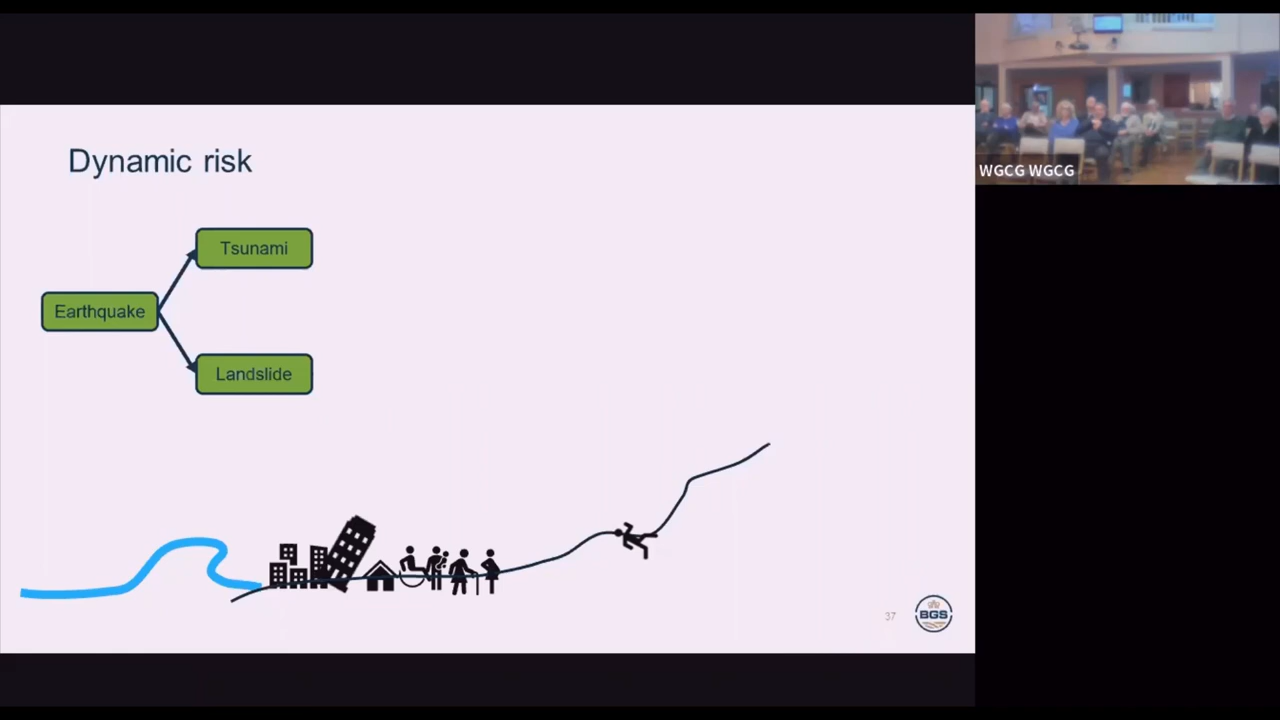 Dynamic risk
Tsunami
Earthquake
Landslide
37
BGS
WGCG WGCG